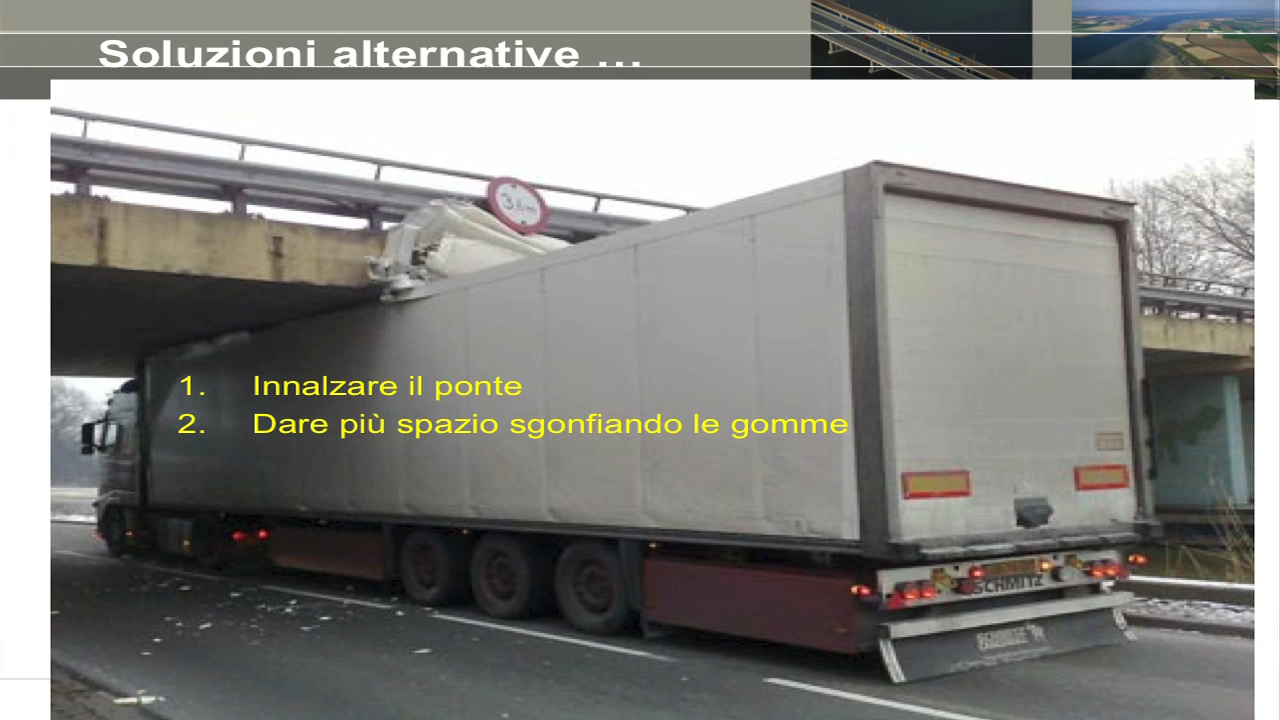 Soluzioni alternative ...
1. Innalzare il ponte
2. Dare più spazio sgonfiando le gomme
SCHMITZ